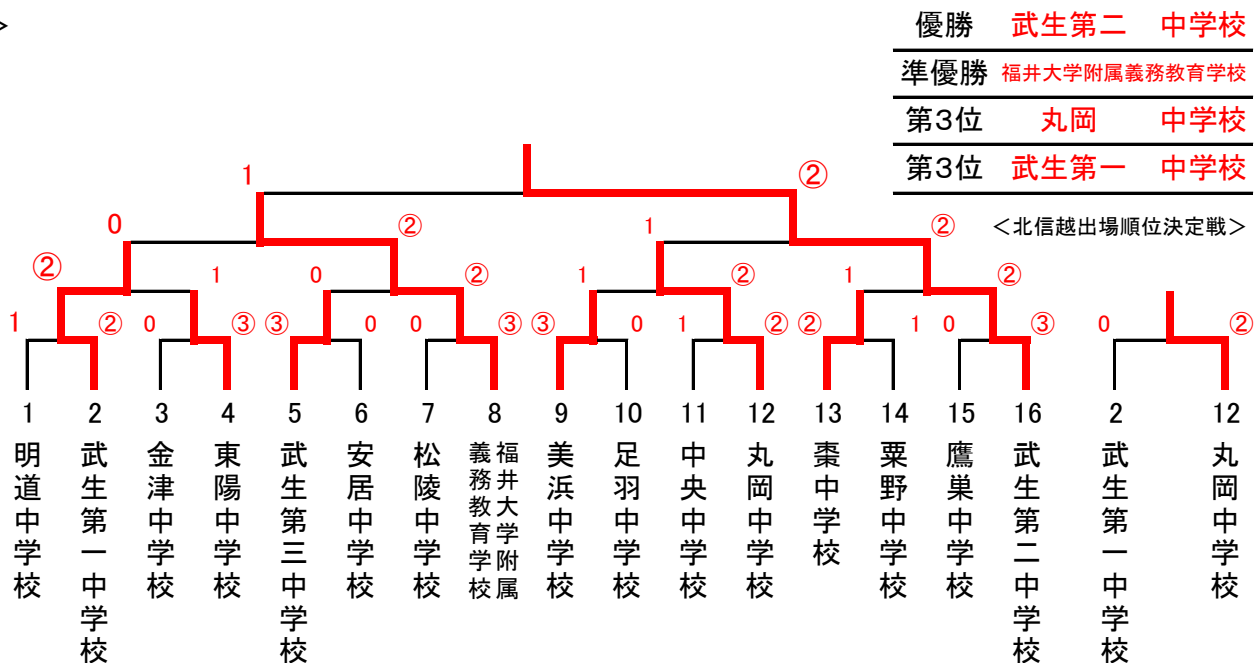 >
優勝 武生第二 中学校
準優勝 福井大学附属義務教育学校
第3位 丸岡 中学校
第3位 武生第一 中学校
<北信越出場順位決定戦>
1 ②
0 ② 1 ②
② 1 0 ② 1 ② 1 ②
1 ② 0 ③ ③ 0 0 ③ ③ 0 1 ② ② 1 0 ③ 0 ②
1 2 3 4 5 6 7 8 9 10 11 12 13 14 15 16 2 12
明道中学校
武生第一中学校
金津中学校
東陽中学校
武生第三中学校
安居中学校
松陵中学校
福井大学附属
義務教育学校
美浜中学校
足羽中学校
中央中学校
丸岡中学校
棗中学校
粟野中学校
鷹巣中学校
武生第二中学校
武生第一中学校
丸岡中学校